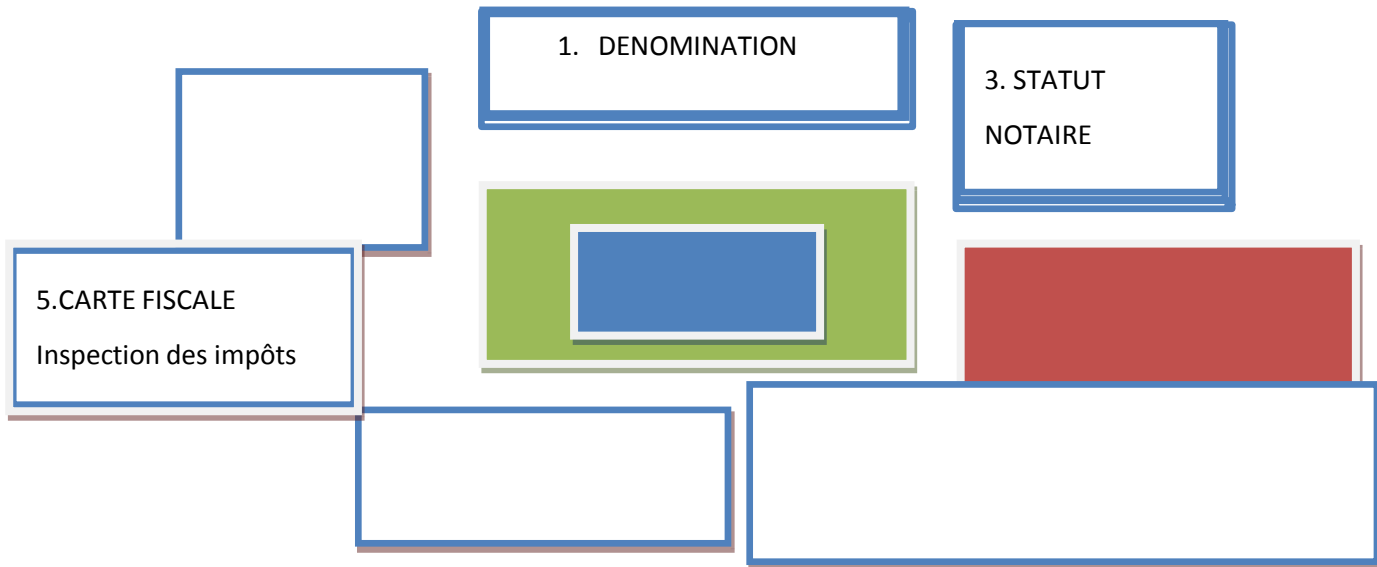 1. DENOMINATION
3. STATUT
NOTAIRE
5.CARTE FISCALE
Inspection des impôts